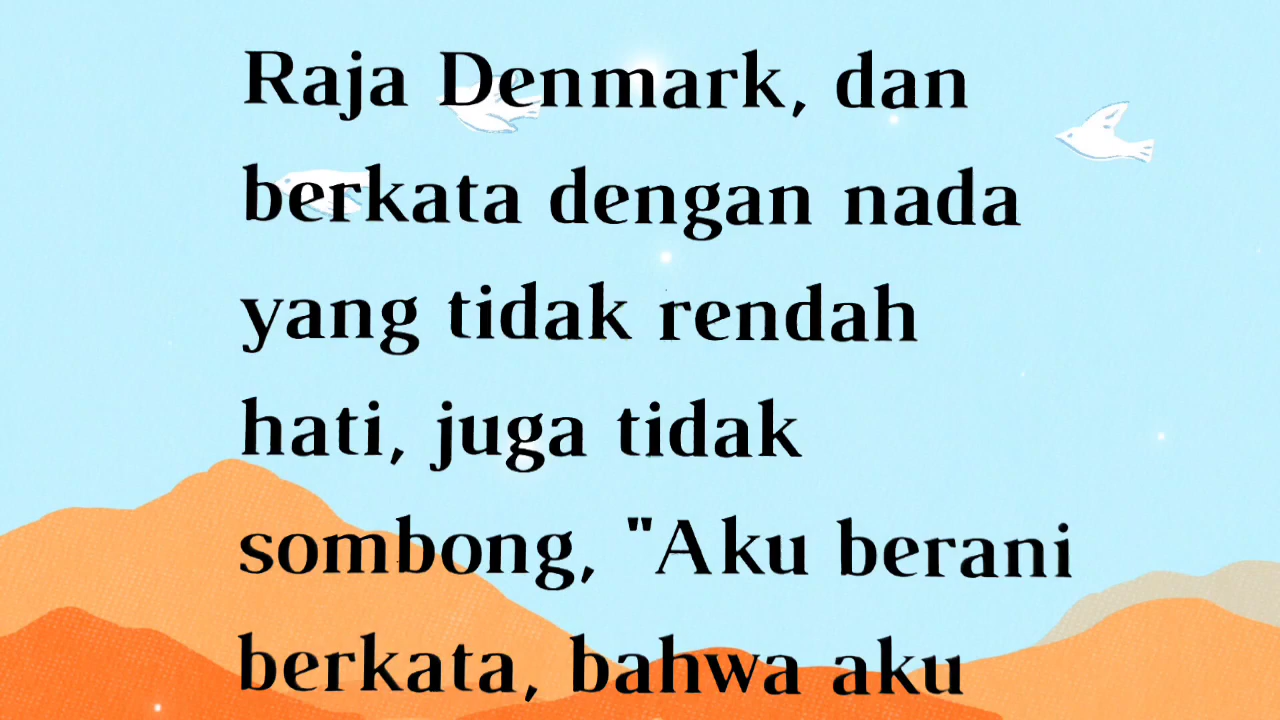 Raja Denmark, dan
berkata dengan nada
yang tidak rendah
hati, juga tidak
sombong, "Aku berani
berkata, bahwa aku